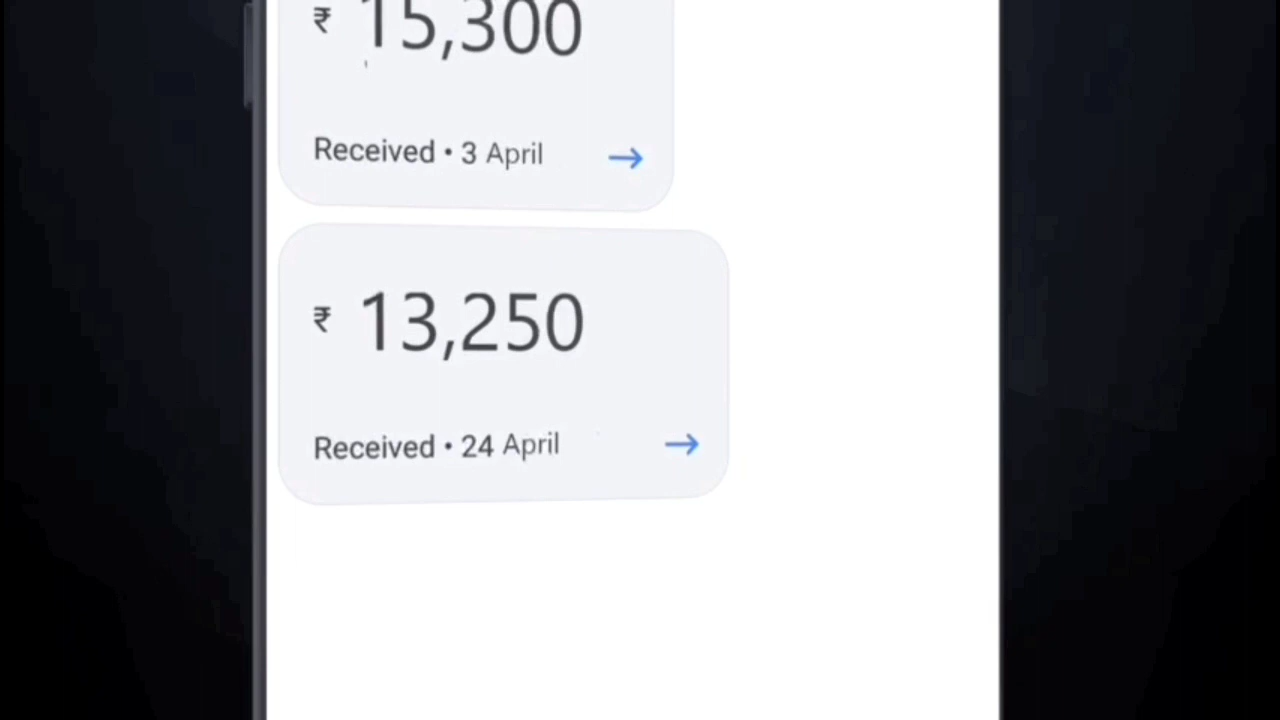 ₹ 15,300
Received • 3 April
₹ 13,250
Received • 24 April